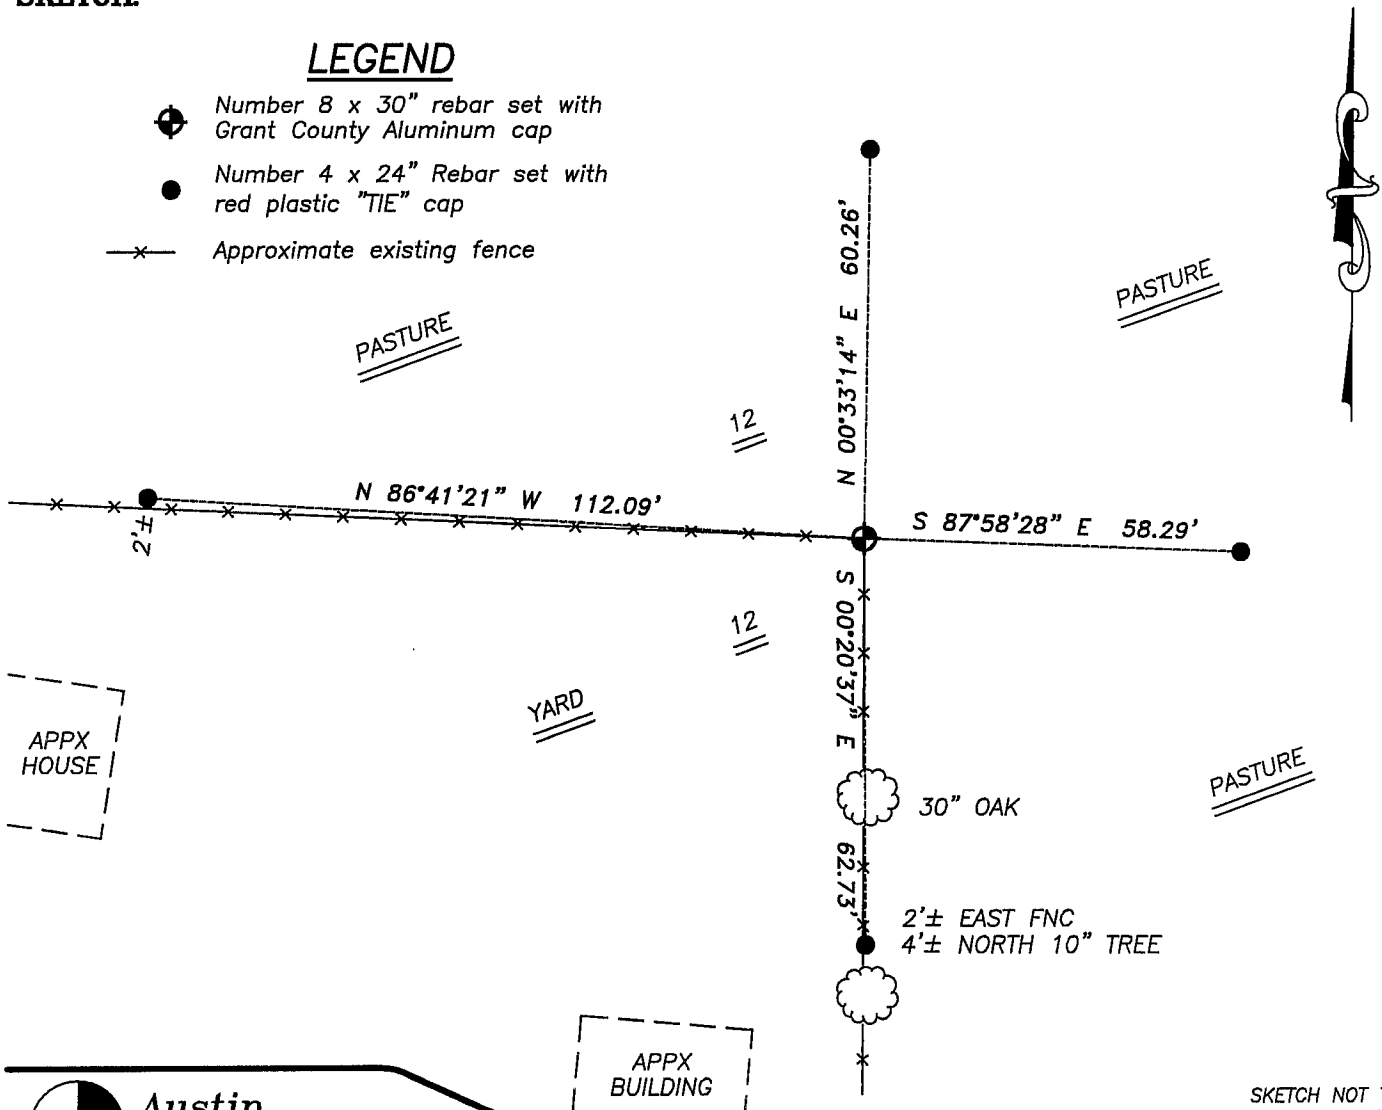 SKETCH:
LEGEND
Number 8 x 30" rebar set with
Grant County Aluminum cap
Number 4 x 24" Rebar set with
red plastic "TIE" cap
Approximate existing fence
PASTURE
PASTURE
N 00°33'14" E 60.26'
12
N 86°41'21" W 112.09'
2'±
S 87°58'28" E 58.29'
S 00°20'37" E 62.73'
12
YARD
APPX
HOUSE
PASTURE
30" OAK
2'± EAST FNC
4'± NORTH 10" TREE
APPX
BUILDING
Austin
SKETCH NOT